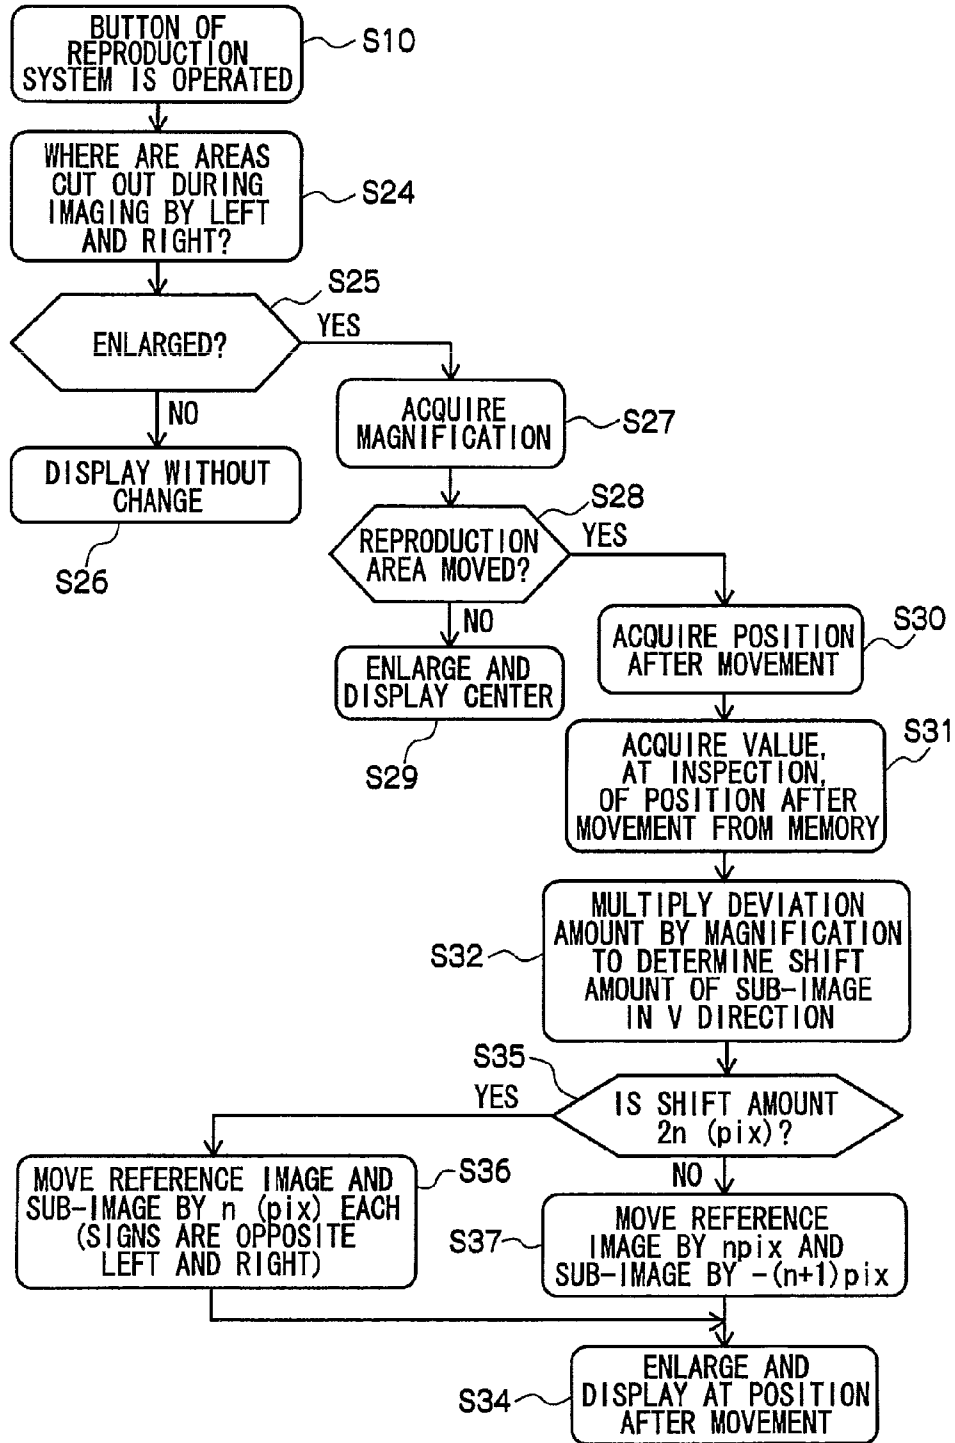 BUTTON OF
REPRODUCTION
SYSTEM IS OPERATED
S10
WHERE ARE AREAS
CUT OUT DURING
IMAGING BY LEFT
AND RIGHT?
S24
S25
ENLARGED?
YES
NO
DISPLAY WITHOUT
CHANGE
S26
ACQUIRE
MAGNIFICATION
S27
S28
REPRODUCTION
AREA MOVED?
YES
NO
ENLARGE AND
DISPLAY CENTER
S29
S30
ACQUIRE POSITION
AFTER MOVEMENT
S31
ACQUIRE VALUE,
AT INSPECTION,
OF POSITION AFTER
MOVEMENT FROM MEMORY
MULTIPLY DEVIATION
AMOUNT BY MAGNIFICATION
TO DETERMINE SHIFT
AMOUNT OF SUB-IMAGE
IN V DIRECTION
S32
S35
IS SHIFT AMOUNT
2n (pix)?
YES
NO
MOVE REFERENCE IMAGE AND
SUB-IMAGE BY n (pix) EACH
(SIGNS ARE OPPOSITE
LEFT AND RIGHT)
S36
S37
MOVE REFERENCE
IMAGE BY npix AND
SUB-IMAGE BY -(n+1)pix
S34
ENLARGE AND
DISPLAY AT POSITION
AFTER MOVEMENT